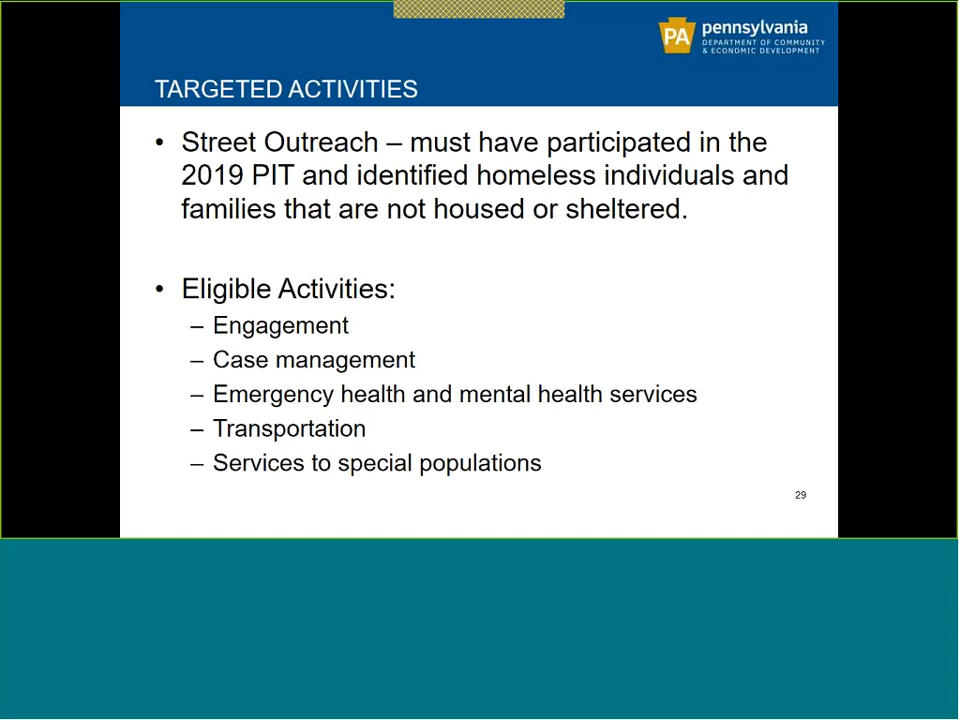 PA
pennsylvania
DEPARTMENT OF COMMUNITY
& ECONOMIC DEVELOPMENT
TARGETED ACTIVITIES
• Street Outreach – must have participated in the
2019 PIT and identified homeless individuals and
families that are not housed or sheltered.
• Eligible Activities:
– Engagement
– Case management
– Emergency health and mental health services
– Transportation
– Services to special populations
29